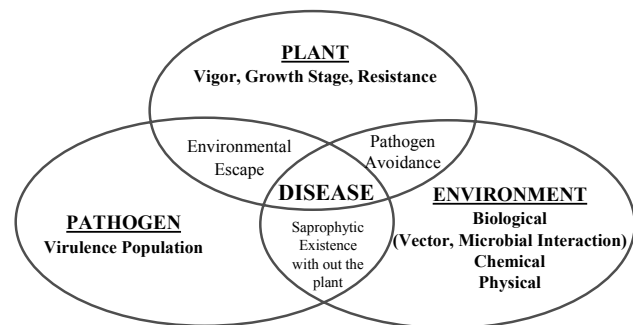 PLANT
Vigor, Growth Stage, Resistance
Environmental
Escape
Pathogen
Avoidance
DISEASE
PATHOGEN
Virulence Population
Saprophytic
Existence
with out the
plant
ENVIRONMENT
Biological
(Vector, Microbial Interaction)
Chemical
Physical